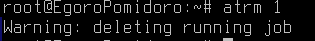 root@EgoroPomidoro:~# atrm 1
Warning: deleting running job